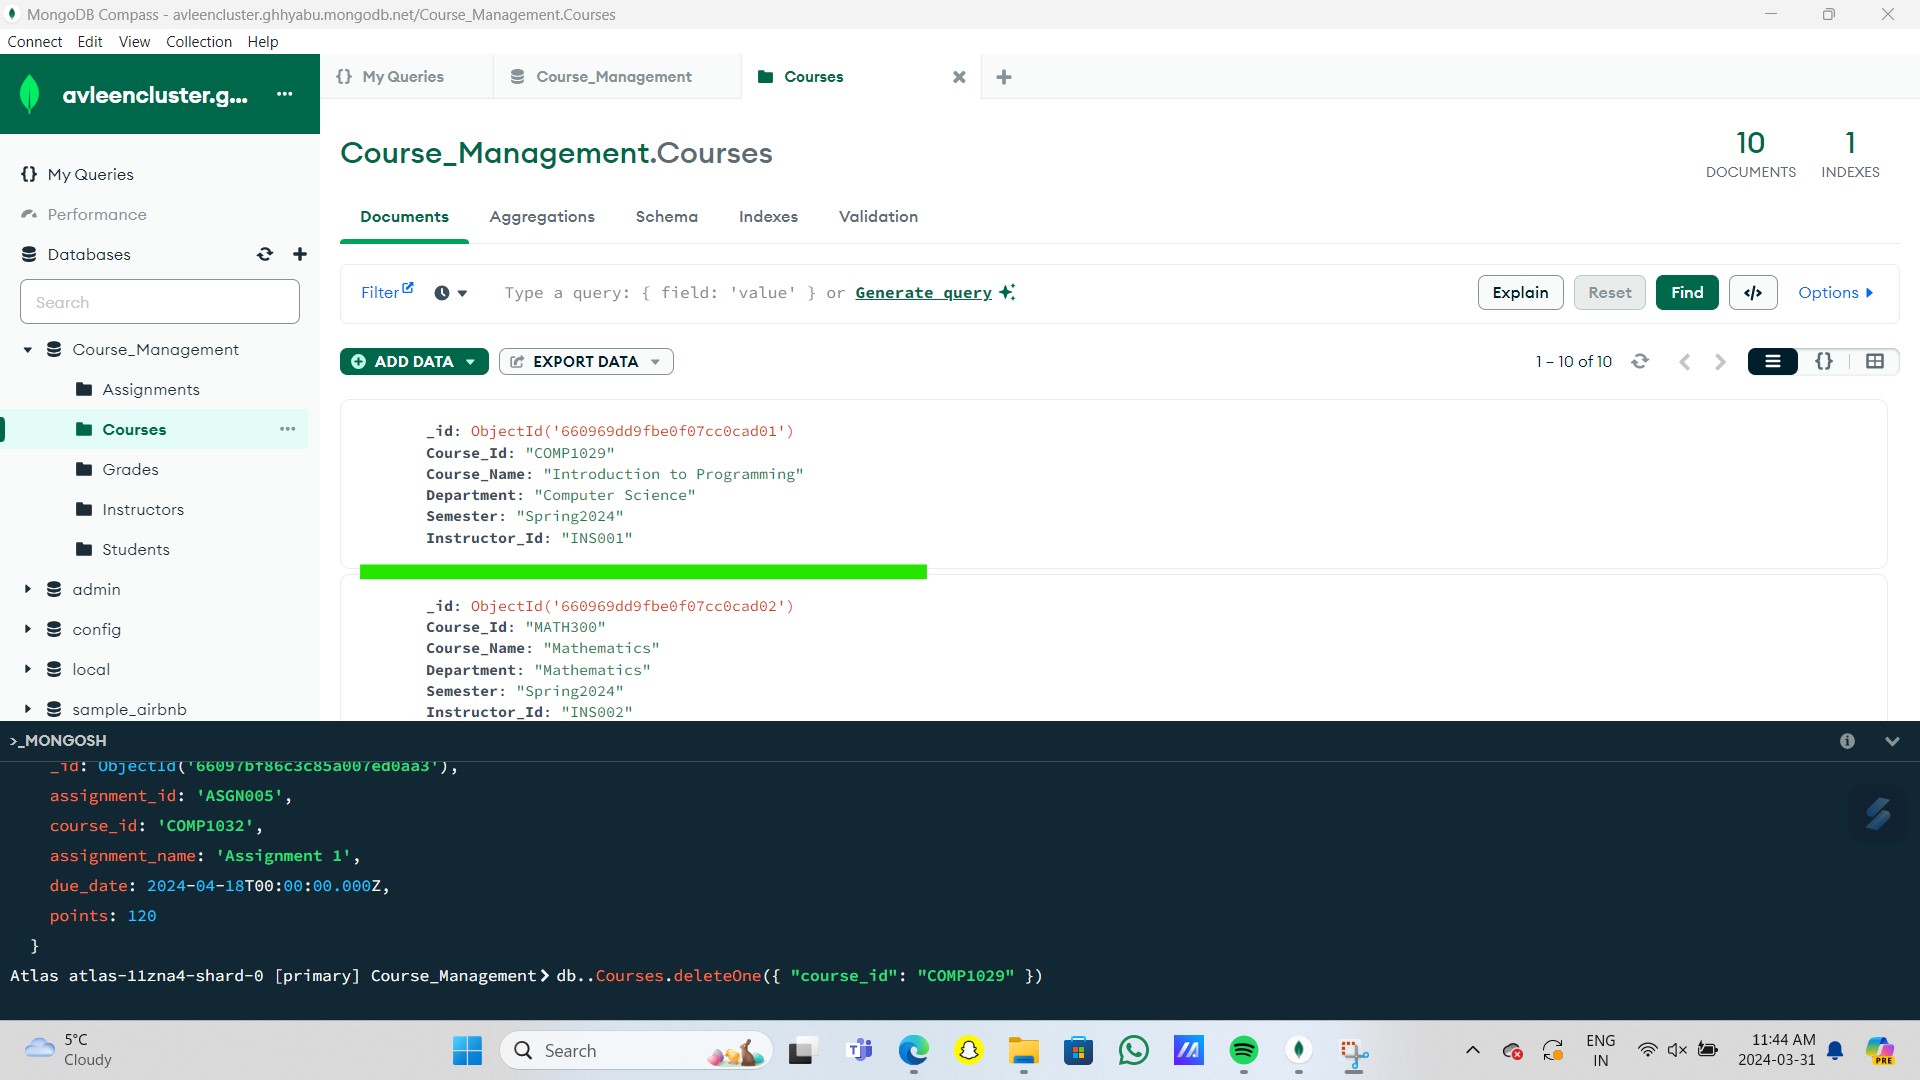 MongoDB Compass - avleencluster.ghhyabu.mongodb.net/Course_Management.Courses
Connect Edit View Collection Help
avleencluster.g...
{} My Queries
Course_Management
Courses
My Queries
Performance
Databases
Search
Course_Management
Assignments
Courses
Grades
Instructors
Students
admin
config
local
sample_airbnb
Course_Management.Courses
10
DOCUMENTS
1
INDEXES
Documents Aggregations Schema Indexes Validation
Filter
Type a query: { field: 'value' } or Generate query
Explain Reset Find </> Options
ADD DATA EXPORT DATA
1 – 10 of 10
{}
_id: ObjectId('660969dd9fbe0f07cc0cad01')
Course_Id: "COMP1029"
Course_Name: "Introduction to Programming"
Department: "Computer Science"
Semester: "Spring2024"
Instructor_Id: "INS001"
_id: ObjectId('660969dd9fbe0f07cc0cad02')
Course_Id: "MATH300"
Course_Name: "Mathematics"
Department: "Mathematics"
Semester: "Spring2024"
Instructor_Id: "INS002"
>_MONGOSH
_id: ObjectId('66097bf86c3c85a007ed0aa3'),
assignment_id: 'ASGN005',
course_id: 'COMP1032',
assignment_name: 'Assignment 1',
due_date: 2024-04-18T00:00:00.000Z,
points: 120
}
Atlas atlas-11zna4-shard-0 [primary] Course_Management> db..Courses.deleteOne({ "course_id": "COMP1029" })
5°C
Cloudy
Search
ENG
IN
11:44 AM
2024-03-31
PRE